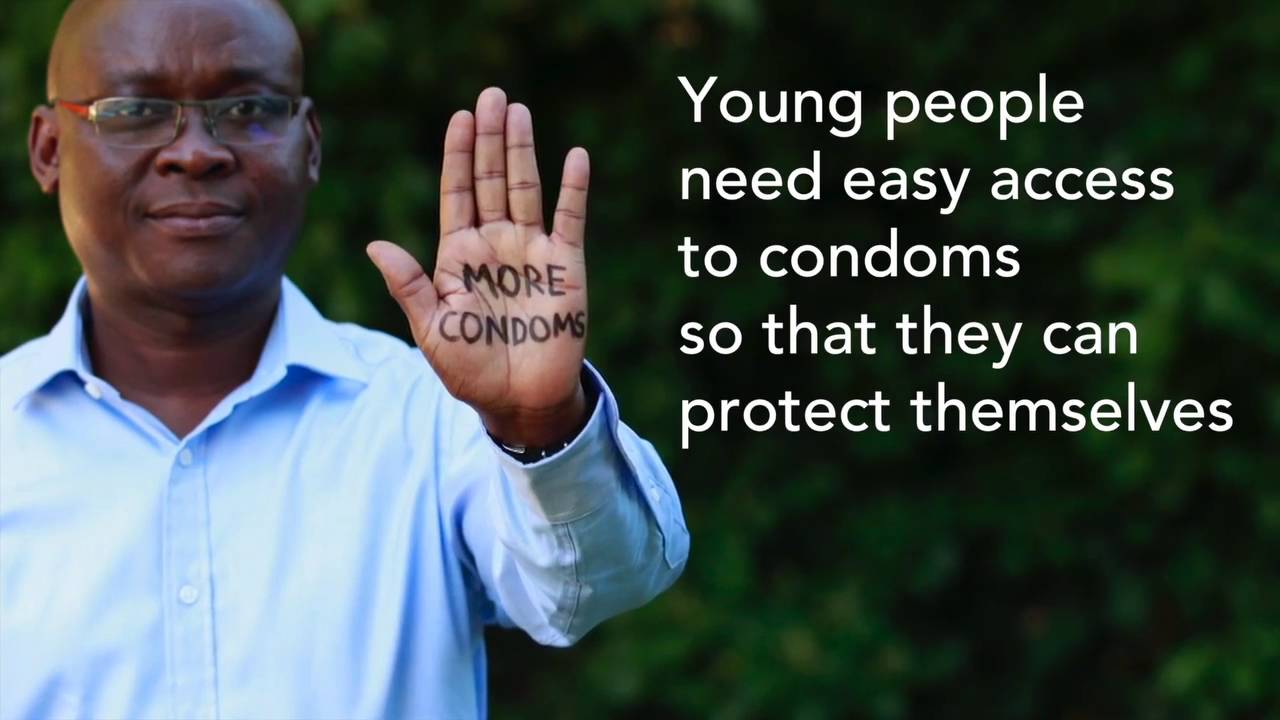 MORE
CONDOMS
Young people
need easy access
to condoms
so that they can
protect themselves